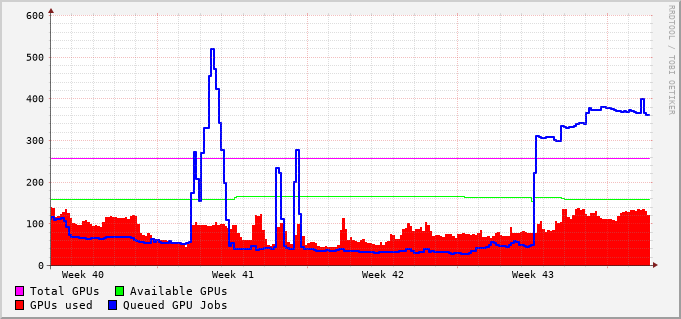 RRDTOOL / TOBI OETIKER
600
500
400
300
200
100
0
Week 40 Week 41 Week 42 Week 43
Total GPUs Available GPUs
GPUs used Queued GPU Jobs